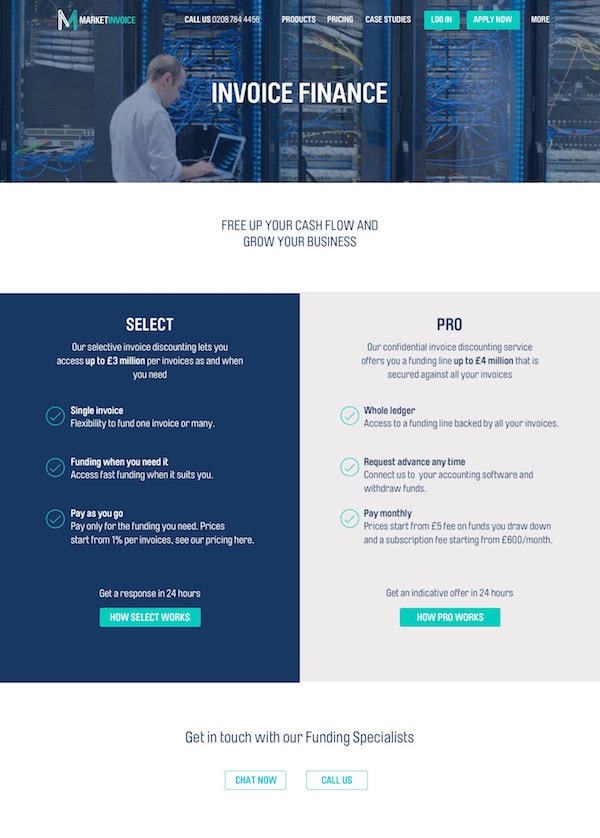 MARKETINVOICE
CALL US 0208 784 4456
PRODUCTS
PRICING
CASE STUDIES
LOG IN
APPLY NOW
MORE
INVOICE FINANCE
FREE UP YOUR CASH FLOW AND
GROW YOUR BUSINESS
SELECT
Our selective invoice discounting lets you
access up to £3 million per invoices as and when
you need
Single invoice
Flexibility to fund one invoice or many.
Funding when you need it
Access fast funding when it suits you.
Pay as you go
Pay only for the funding you need. Prices
start from 1% per invoices, see our pricing here.
Get a response in 24 hours
HOW SELECT WORKS
PRO
Our confidential invoice discounting service
offers you a funding line up to £4 million that is
secured against all your invoices
Whole ledger
Access to a funding line backed by all your invoices.
Request advance any time
Connect us to your accounting software and
withdraw funds.
Pay monthly
Prices start from £5 fee on funds you draw down
and a subscription fee starting from £600/month.
Get an indicative offer in 24 hours
HOW PRO WORKS
Get in touch with our Funding Specialists
CHAT NOW
CALL US